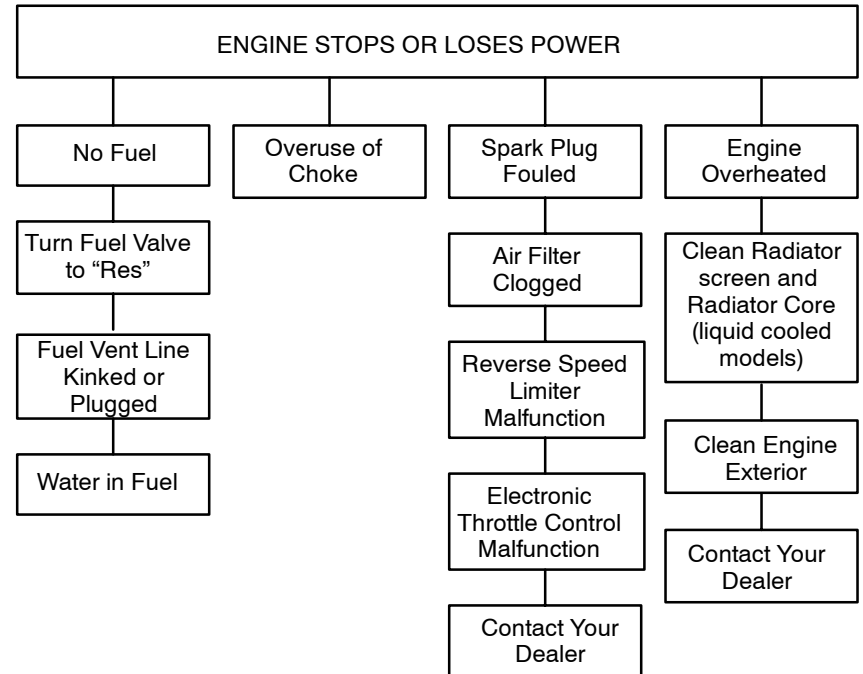 ENGINE STOPS OR LOSES POWER
No Fuel
Turn Fuel Valve
to “Res”
Fuel Vent Line
Kinked or
Plugged
Water in Fuel
Overuse of
Choke
Spark Plug
Fouled
Air Filter
Clogged
Reverse Speed
Limiter
Malfunction
Electronic
Throttle Control
Malfunction
Contact Your
Dealer
Engine
Overheated
Clean Radiator
screen and
Radiator Core
(liquid cooled
models)
Clean Engine
Exterior
Contact Your
Dealer